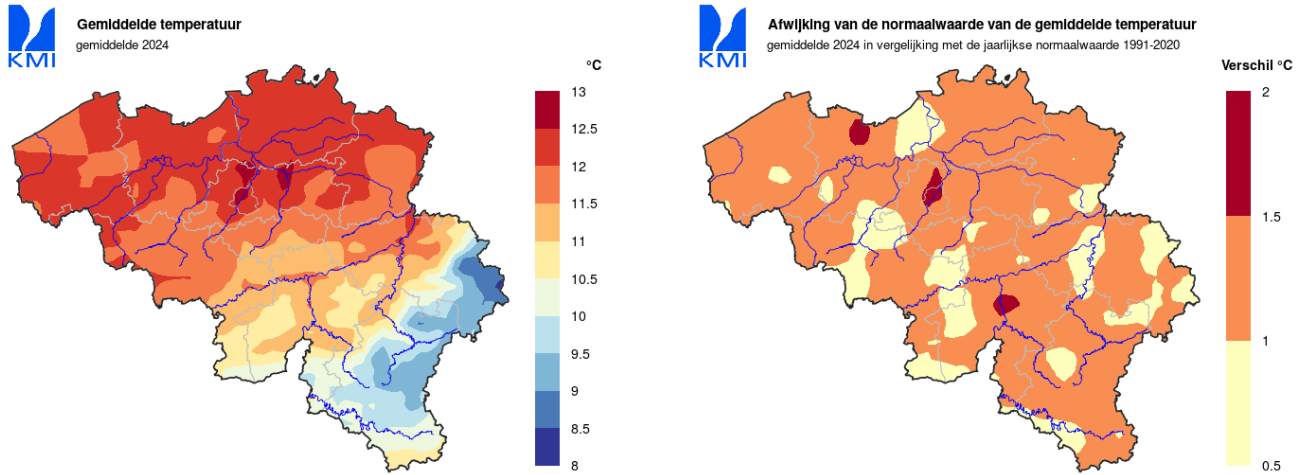 KMI
Gemiddelde temperatuur
gemiddelde 2024
°C
13
12.5
12
11.5
11
10.5
10
9.5
9
8.5
8
KMI
Afwijking van de normaalwaarde van de gemiddelde temperatuur
gemiddelde 2024 in vergelijking met de jaarlijkse normaalwaarde 1991-2020
Verschil °C
2
1.5
1
0.5